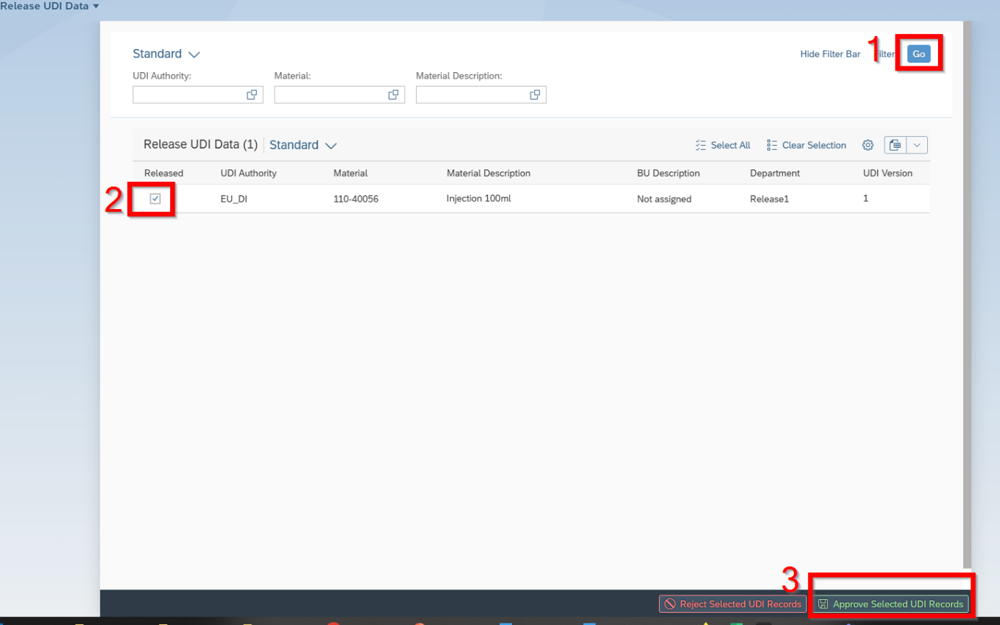 Release UDI Data
Standard
Hide Filter Bar
1
Go
UDI Authority:
Material:
Material Description:
Release UDI Data (1)
Standard
Select All
Clear Selection
Released UDI Authority Material Material Description BU Description Department UDI Version
2
EU_DI 110-40056 Injection 100ml Not assigned Release1 1
3
Reject Selected UDI Records
Approve Selected UDI Records